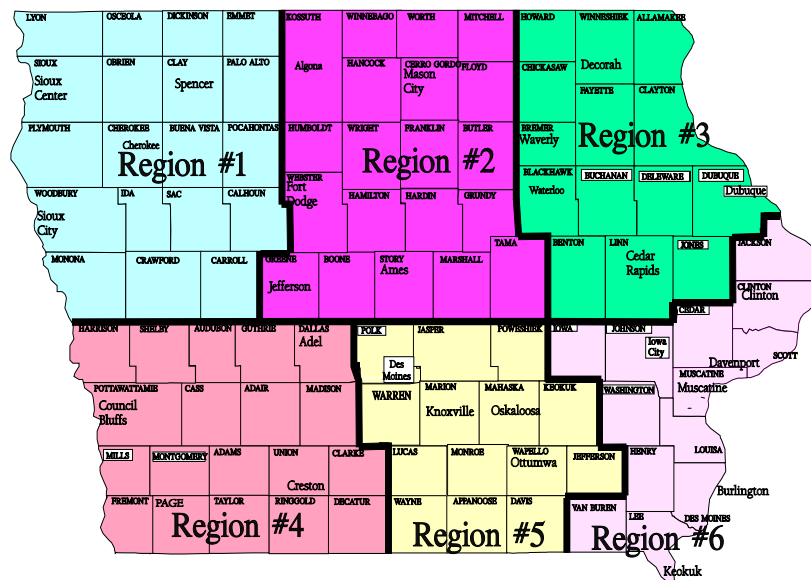 LYON OSCEOLA DICKINSON EMMET KOSSUTH WINNEBAGO WORTH MITCHELL HOWARD WINNESHIEK ALLAMAKEE
SIOUX OBRIEN CLAY PALO ALTO HANCOCK CERRO GORDO FLOYD CHICKASAW
Sioux Center Spencer Algona Mason City Decorah
FAYETTE CLAYTON
PLYMOUTH CHEROKEE BUENA VISTA POCAHONTAS HUMBOLDT WRIGHT FRANKLIN BUTLER BREMER
Cherokee Waverly
Region #1 Region #2 Region #3
WEBSTER BLACKHAWK BUCHANAN DELEWARE DUBUQUE
Fort Dodge Waterloo Dubuque
WOODBURY IDA SAC CALHOUN HAMILTON HARDIN GRUNDY
Sioux City
TAMA BENTON LINN JONES JACKSON
MONONA CRAWFORD CARROLL GREENE BOONE STORY MARSHALL
Jefferson Ames Cedar Rapids
CLINTON
Clinton
CEDAR
HARRISON SHELBY AUDUBON GUTHRIE DALLAS POLK JASPER POWESHIEK IOWA JOHNSON
Adel Iowa City
SCOTT
Des Moines Davenport
MUSCATINE
Muscatine
POTTAWATTAMIE CASS ADAIR MADISON WARREN MARION MAHASKA KEOKUK WASHINGTON
Council Bluffs Knoxville Oskaloosa
MILLS MONTGOMERY ADAMS UNION CLARKE LUCAS MONROE WAPELLO JEFFERSON HENRY LOUISA
Creston Ottumwa
Burlington
FREMONT PAGE TAYLOR RINGGOLD DECATUR WAYNE APPANOOSE DAVIS VAN BUREN LEE DES MOINES
Region #4 Region #5 Region #6
Keokuk